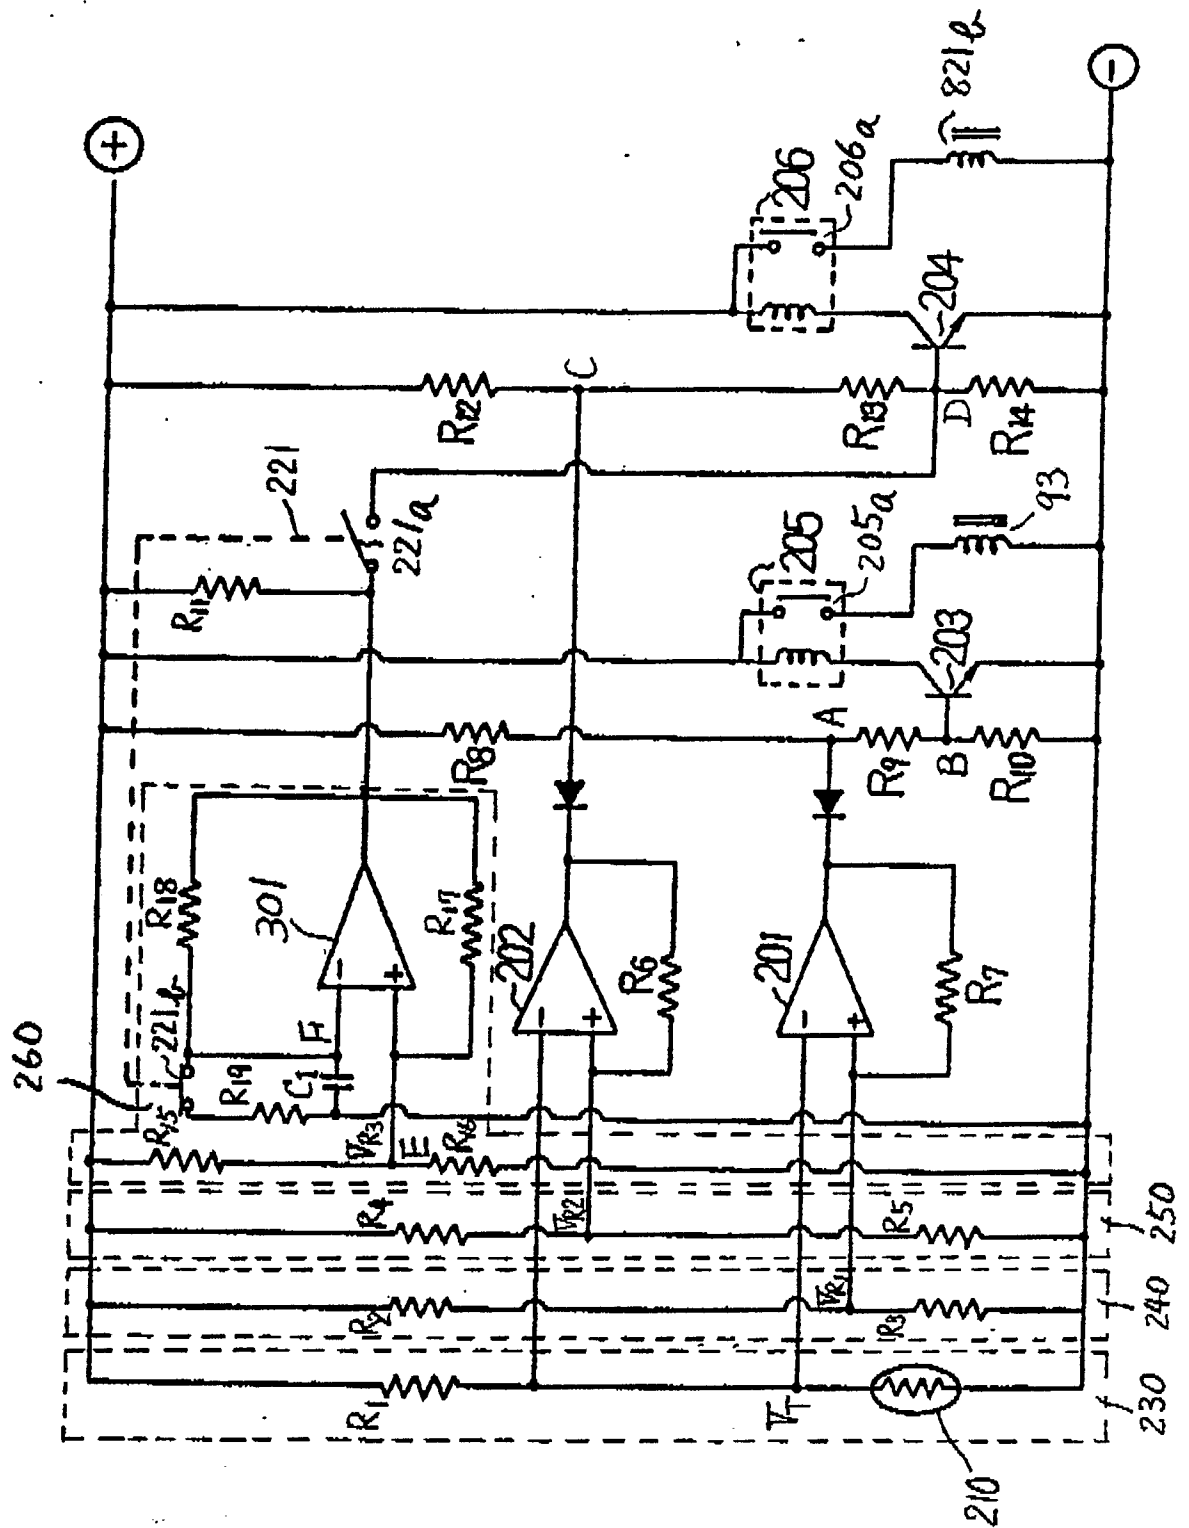 +
−
260
221
R15
221b
R18
R11
R19
C1
F
301
−
+
VR3
E
R16
R17
221a
R12
C
R4
VR2
202
−
+
R6
R8
206
206a
821b
205
205a
93
R13
D
204
R14
R1
R2
VR1
R5
R3
VT
201
−
+
R7
A
R9
B
203
R10
210
230
240
250